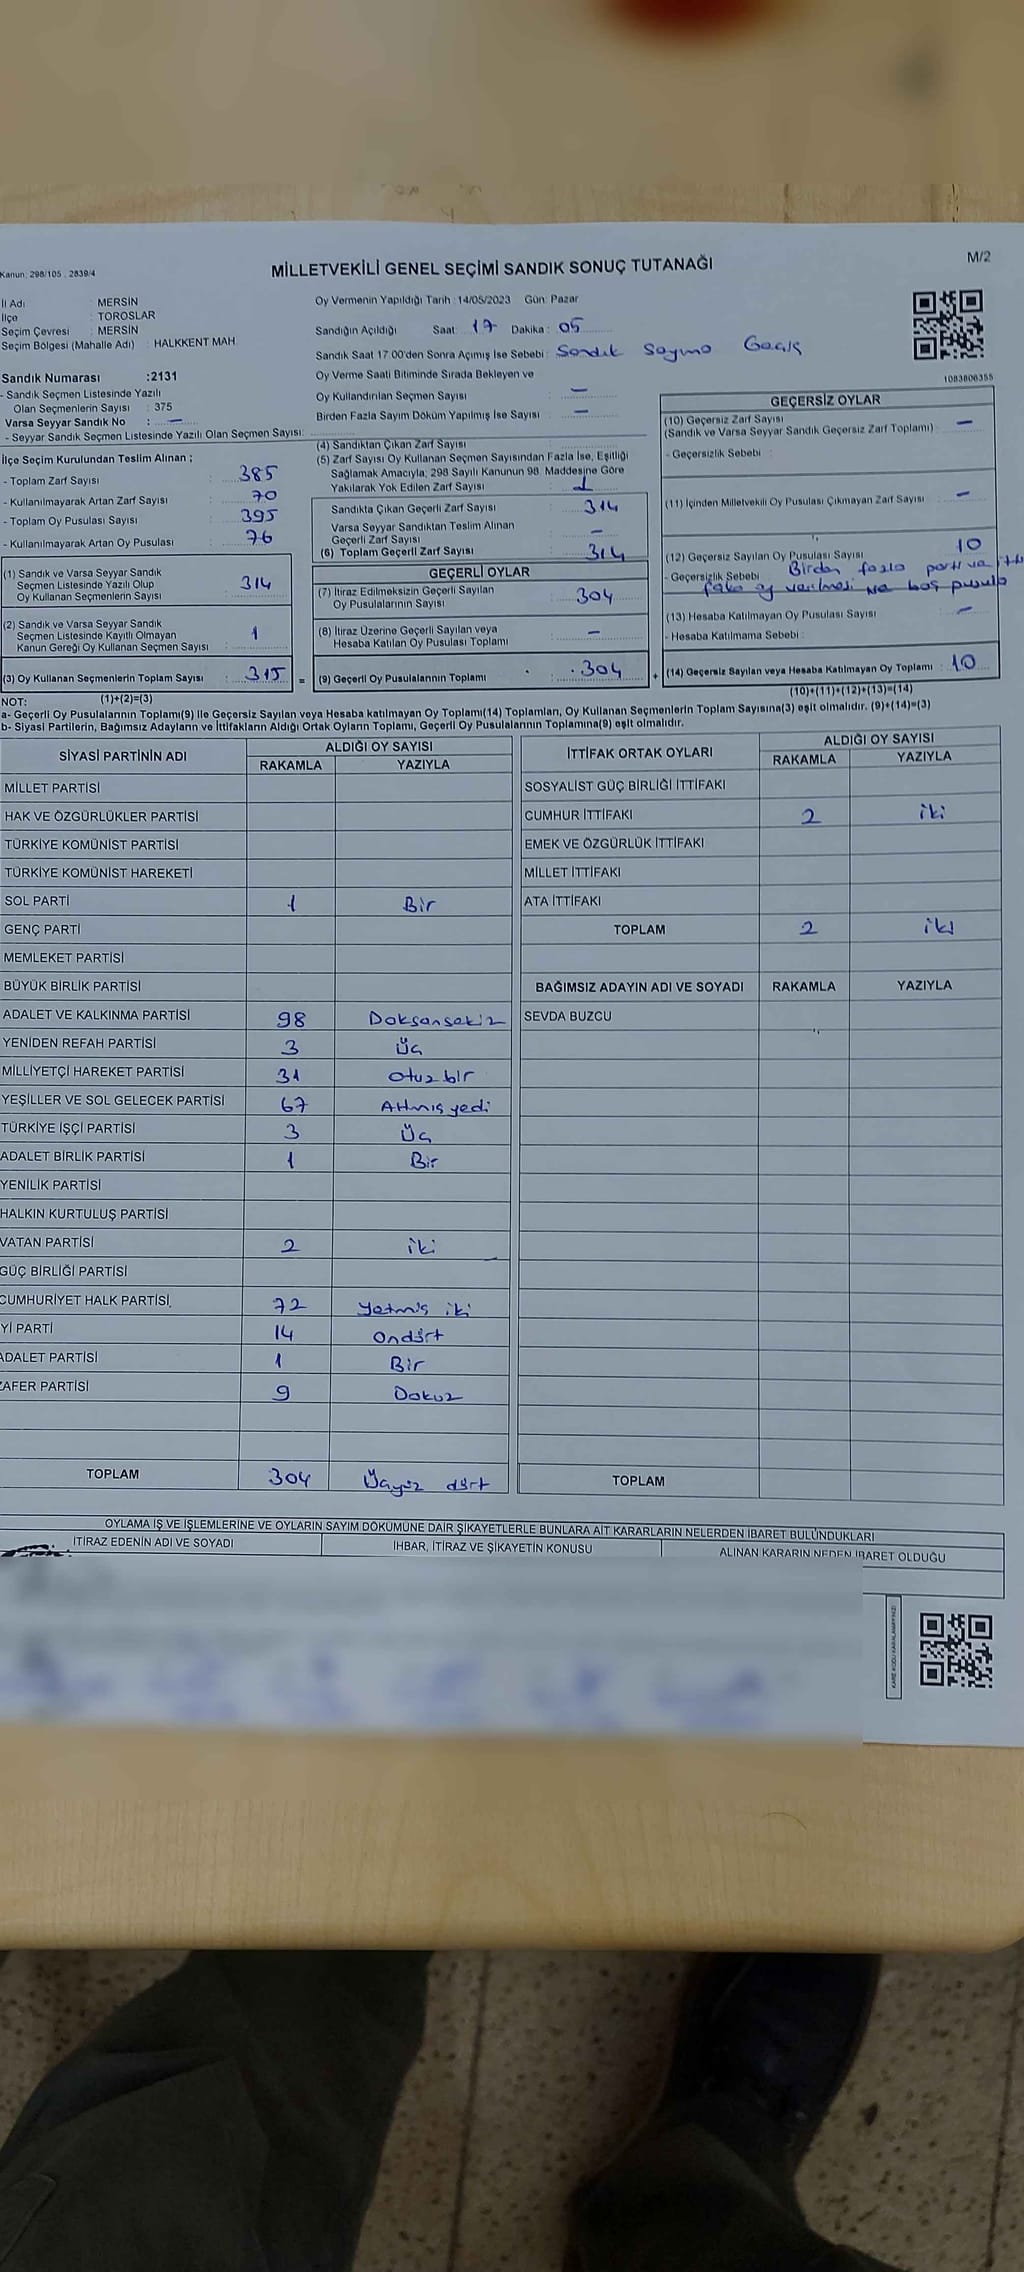 Kanun: 298/105 , 2839/4
MİLLETVEKİLİ GENEL SEÇİMİ SANDIK SONUÇ TUTANAĞI
M/2
İl Adı : MERSİN
İlçe : TOROSLAR
Seçim Çevresi : MERSİN
Seçim Bölgesi (Mahalle Adı) : HALKKENT MAH.
Sandık Numarası :2131
- Sandık Seçmen Listesinde Yazılı
Olan Seçmenlerin Sayısı : 375
Varsa Seyyar Sandık No : —
- Seyyar Sandık Seçmen Listesinde Yazılı Olan Seçmen Sayısı:
İlçe Seçim Kurulundan Teslim Alınan ;
- Toplam Zarf Sayısı : 385
- Kullanılmayarak Artan Zarf Sayısı : 70
- Toplam Oy Pusulası Sayısı : 395
- Kullanılmayarak Artan Oy Pusulası : 76
(1) Sandık ve Varsa Seyyar Sandık
Seçmen Listesinde Yazılı Olup
Oy Kullanan Seçmenlerin Sayısı : 314
(2) Sandık ve Varsa Seyyar Sandık
Seçmen Listesinde Kayıtlı Olmayan
Kanun Gereği Oy Kullanan Seçmen Sayısı : 1
(3) Oy Kullanan Seçmenlerin Toplam Sayısı : 315 =
Oy Vermenin Yapıldığı Tarih : 14/05/2023 Gün: Pazar
Sandığın Açıldığı Saat: 17 Dakika : 05
Sandık Saat 17.00'den Sonra Açımış İse Sebebi : Sandık Sayma
Oy Verme Saati Bitiminde Sırada Bekleyen ve
Oy Kullandırılan Seçmen Sayısı : —
Birden Fazla Sayım Döküm Yapılmış İse Sayısı : —
(4) Sandıktan Çıkan Zarf Sayısı :
(5) Zarf Sayısı Oy Kullanan Seçmen Sayısından Fazla İse, Eşitliği
Sağlamak Amacıyla, 298 Sayılı Kanunun 98. Maddesine Göre
Yakılarak Yok Edilen Zarf Sayısı : 1
Sandıkta Çıkan Geçerli Zarf Sayısı : 314
Varsa Seyyar Sandıktan Teslim Alınan
Geçerli Zarf Sayısı : —
(6) Toplam Geçerli Zarf Sayısı : 314
GEÇERLİ OYLAR
(7) İtiraz Edilmeksizin Geçerli Sayılan
Oy Pusulalarının Sayısı : 304
(8) İtiraz Üzerine Geçerli Sayılan veya
Hesaba Katılan Oy Pusulası Toplamı : —
(9) Geçerli Oy Pusulalarının Toplamı : 304 +
1083806355
GEÇERSİZ OYLAR
(10) Geçersiz Zarf Sayısı
(Sandık ve Varsa Seyyar Sandık Geçersiz Zarf Toplamı) : —
- Geçersizlik Sebebi :
(11) İçinden Milletvekili Oy Pusulası Çıkmayan Zarf Sayısı : —
(12) Geçersiz Sayılan Oy Pusulası Sayısı : 10
- Geçersizlik Sebebi : Birden fazla parti
fazla oy verilmesi ve boş pusula
(13) Hesaba Katılmayan Oy Pusulası Sayısı : —
- Hesaba Katılmama Sebebi :
(14) Geçersiz Sayılan veya Hesaba Katılmayan Oy Toplamı : 10
NOT: (1)+(2)=(3)
(10)+(11)+(12)+(13)=(14)
a- Geçerli Oy Pusulalarının Toplamı(9) ile Geçersiz Sayılan veya Hesaba katılmayan Oy Toplamı(14) Toplamları, Oy Kullanan Seçmenlerin Toplam Sayısına(3) eşit olmalıdır. (9)+(14)=(3)
b- Siyasi Partilerin, Bağımsız Adayların ve İttifakların Aldığı Ortak Oyların Toplamı, Geçerli Oy Pusulalarının Toplamına(9) eşit olmalıdır.
SİYASİ PARTİNİN ADI
ALDIĞI OY SAYISI
RAKAMLA YAZIYLA
MİLLET PARTİSİ
HAK VE ÖZGÜRLÜKLER PARTİSİ
TÜRKİYE KOMÜNİST PARTİSİ
TÜRKİYE KOMÜNİST HAREKETİ
SOL PARTİ 1 Bir
GENÇ PARTİ
MEMLEKET PARTİSİ
BÜYÜK BİRLİK PARTİSİ
ADALET VE KALKINMA PARTİSİ 98 Doksansekiz
YENİDEN REFAH PARTİSİ 3 Üç
MİLLİYETÇİ HAREKET PARTİSİ 31 otuz bir
YEŞİLLER VE SOL GELECEK PARTİSİ 67 Altmış yedi
TÜRKİYE İŞÇİ PARTİSİ 3 Üç
ADALET BİRLİK PARTİSİ 1 Bir
YENİLİK PARTİSİ
HALKIN KURTULUŞ PARTİSİ
VATAN PARTİSİ 2 iki
GÜÇ BİRLİĞİ PARTİSİ
CUMHURİYET HALK PARTİSİ 72 yetmiş iki
Yİ PARTİ 14 Ondört
ADALET PARTİSİ 1 Bir
ZAFER PARTİSİ 9 Dokuz
TOPLAM 304 Üçyüz dört
İTTİFAK ORTAK OYLARI
ALDIĞI OY SAYISI
RAKAMLA YAZIYLA
SOSYALİST GÜÇ BİRLİĞİ İTTİFAKI
CUMHUR İTTİFAKI 2 iki
EMEK VE ÖZGÜRLÜK İTTİFAKI
MİLLET İTTİFAKI
ATA İTTİFAKI
TOPLAM 2 iki
BAĞIMSIZ ADAYIN ADI VE SOYADI RAKAMLA YAZIYLA
SEVDA BUZCU
TOPLAM
OYLAMA İŞ VE İŞLEMLERİNE VE OYLARIN SAYIM DÖKÜMÜNE DAİR ŞİKAYETLERLE BUNLARA AİT KARARLARIN NELERDEN İBARET BULUNDUKLARI
İTİRAZ EDENİN ADI VE SOYADI İHBAR, İTİRAZ VE ŞİKAYETİN KONUSU ALINAN KARARIN NEDEN İBARET OLDUĞU
KARE KODU KARALAMAYINIZ!